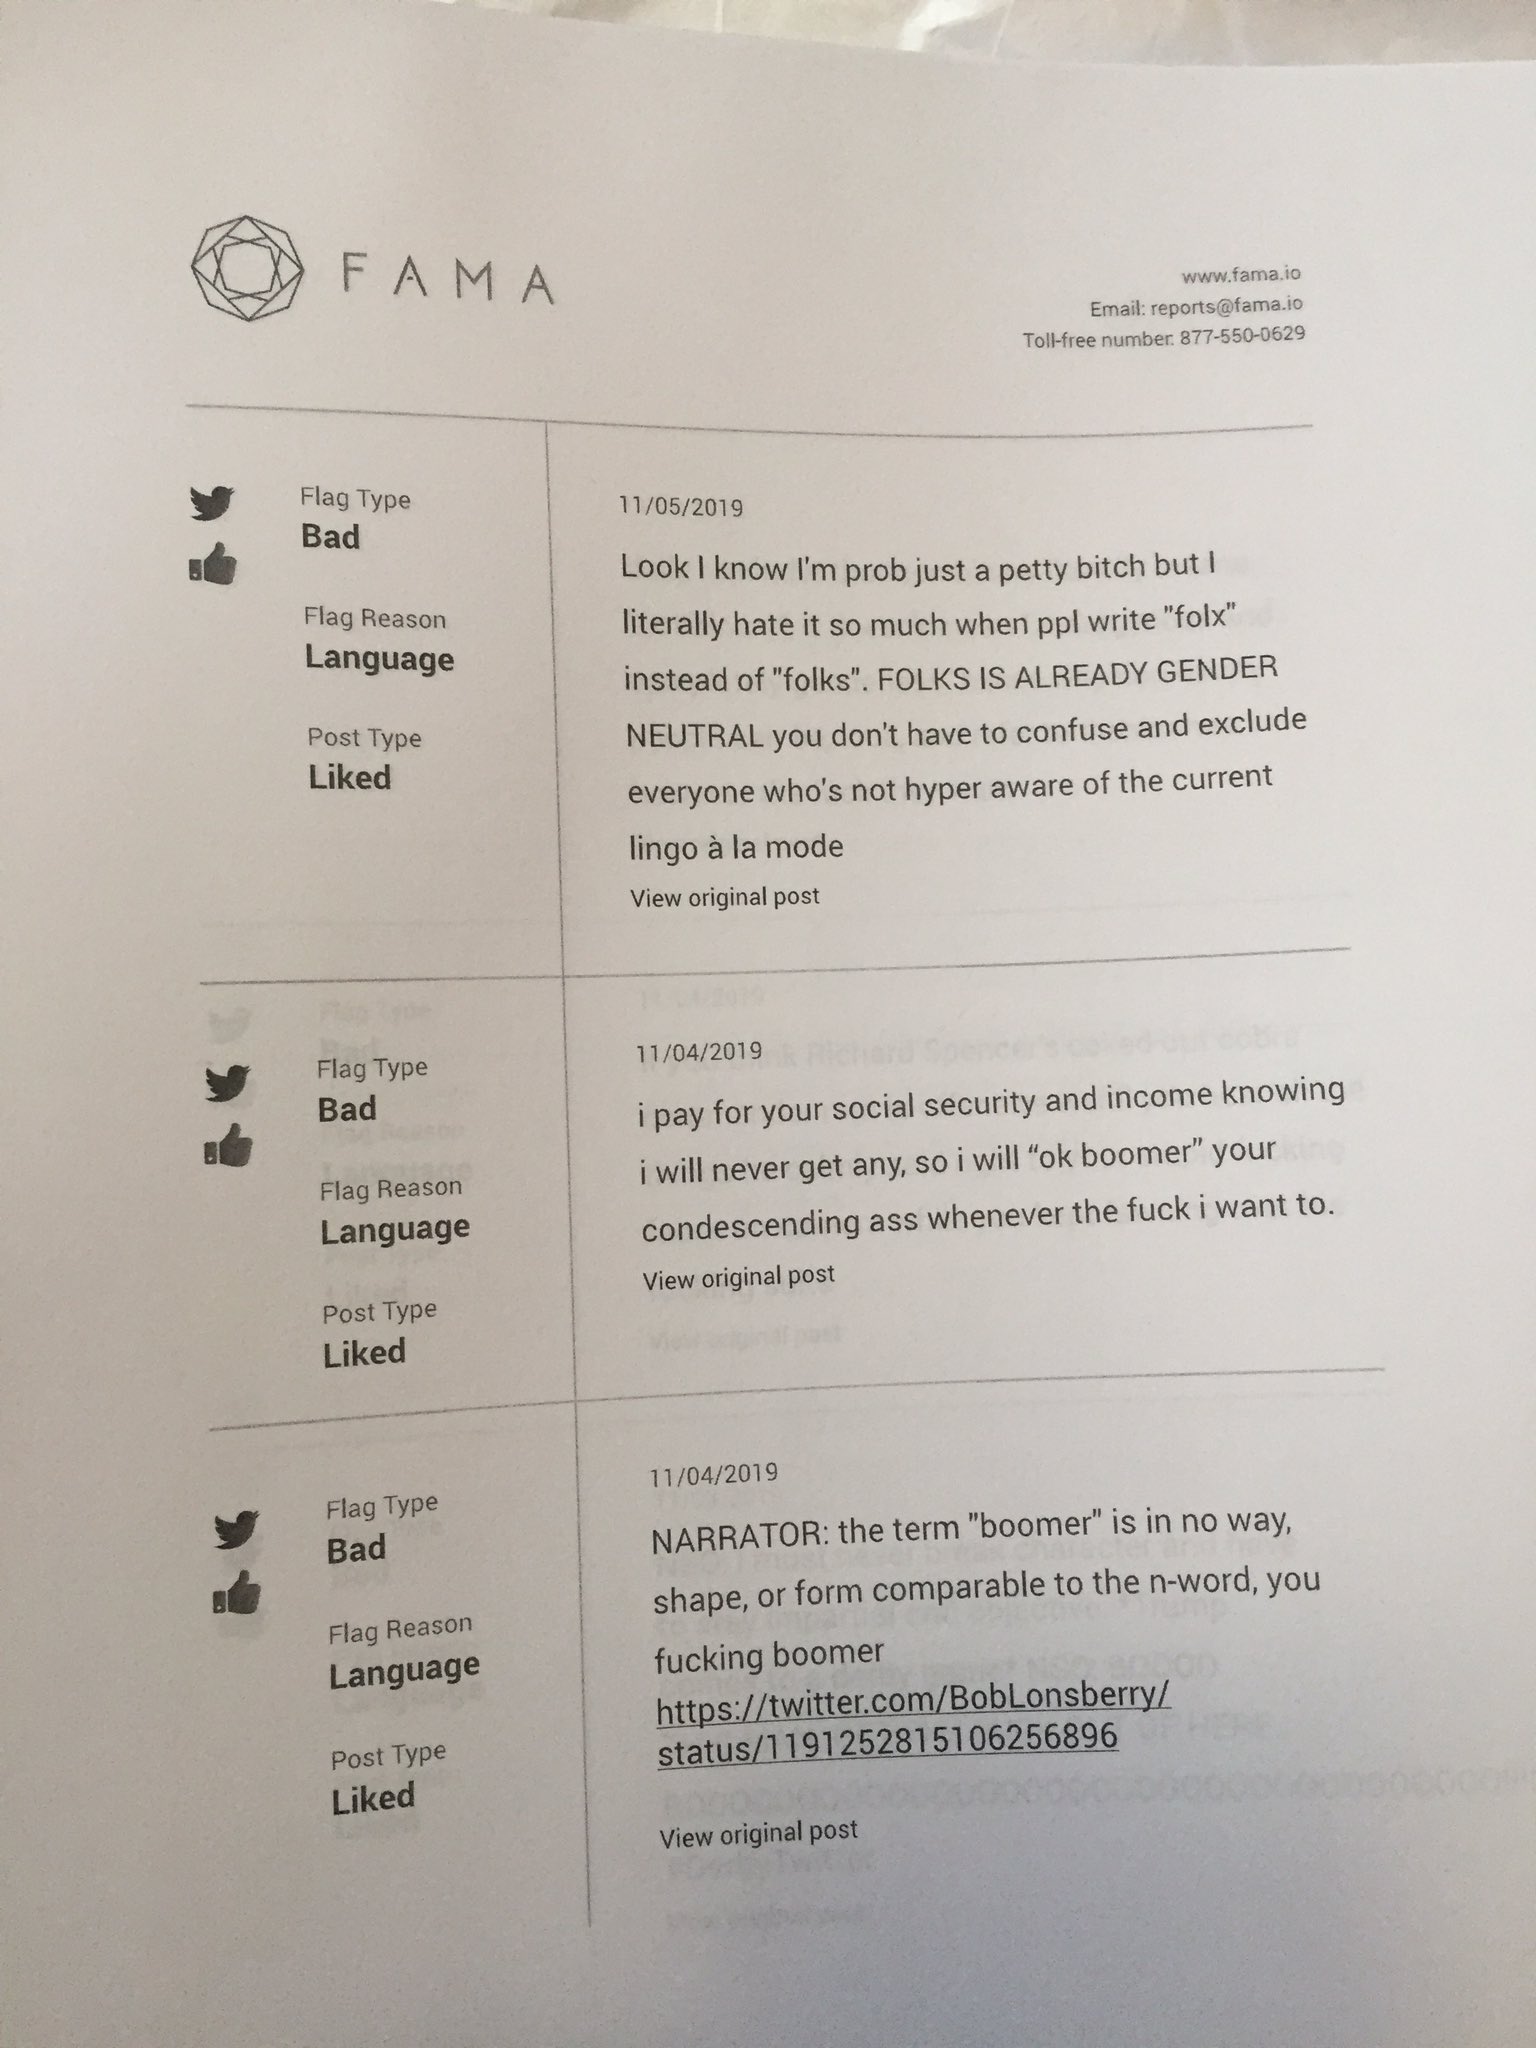 FAMA
www.fama.io
Email: reports@fama.io
Toll-free number: 877-550-0629
Flag Type
Bad
Flag Reason
Language
Post Type
Liked
11/05/2019
Look I know I'm prob just a petty bitch but I
literally hate it so much when ppl write "folx"
instead of "folks". FOLKS IS ALREADY GENDER
NEUTRAL you don't have to confuse and exclude
everyone who's not hyper aware of the current
lingo à la mode
View original post
Flag Type
Bad
Flag Reason
Language
Post Type
Liked
11/04/2019
i pay for your social security and income knowing
i will never get any, so i will “ok boomer” your
condescending ass whenever the fuck i want to.
View original post
Flag Type
Bad
Flag Reason
Language
Post Type
Liked
11/04/2019
NARRATOR: the term "boomer" is in no way,
shape, or form comparable to the n-word, you
fucking boomer
https://twitter.com/BobLonsberry/
status/1191252815106256896
View original post